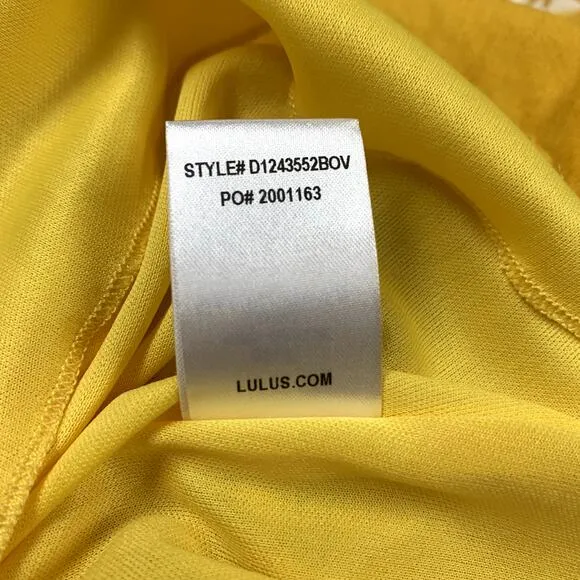 STYLE# D1243552BOV
PO# 2001163
LULUS.COM